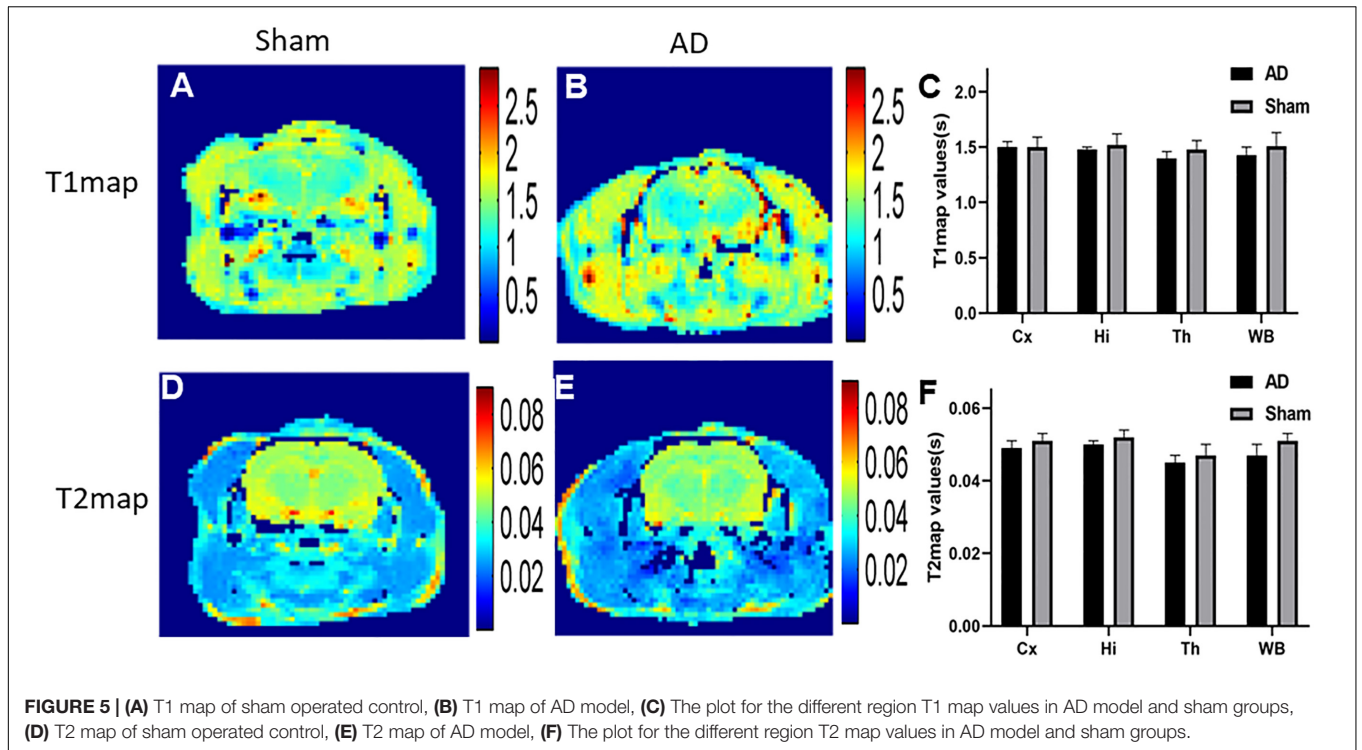 Sham
AD
T1map
A
2.5
2
1.5
1
0.5
B
2.5
2
1.5
1
0.5
C
AD
Sham
T1map values(s)
2.0
1.5
1.0
0.5
0.0
Cx Hi Th WB
T2map
D
0.08
0.06
0.04
0.02
E
0.08
0.06
0.04
0.02
F
AD
Sham
T2map values(s)
0.06
0.04
0.02
0.00
Cx Hi Th WB
FIGURE 5 | (A) T1 map of sham operated control, (B) T1 map of AD model, (C) The plot for the different region T1 map values in AD model and sham groups,
(D) T2 map of sham operated control, (E) T2 map of AD model, (F) The plot for the different region T2 map values in AD model and sham groups.